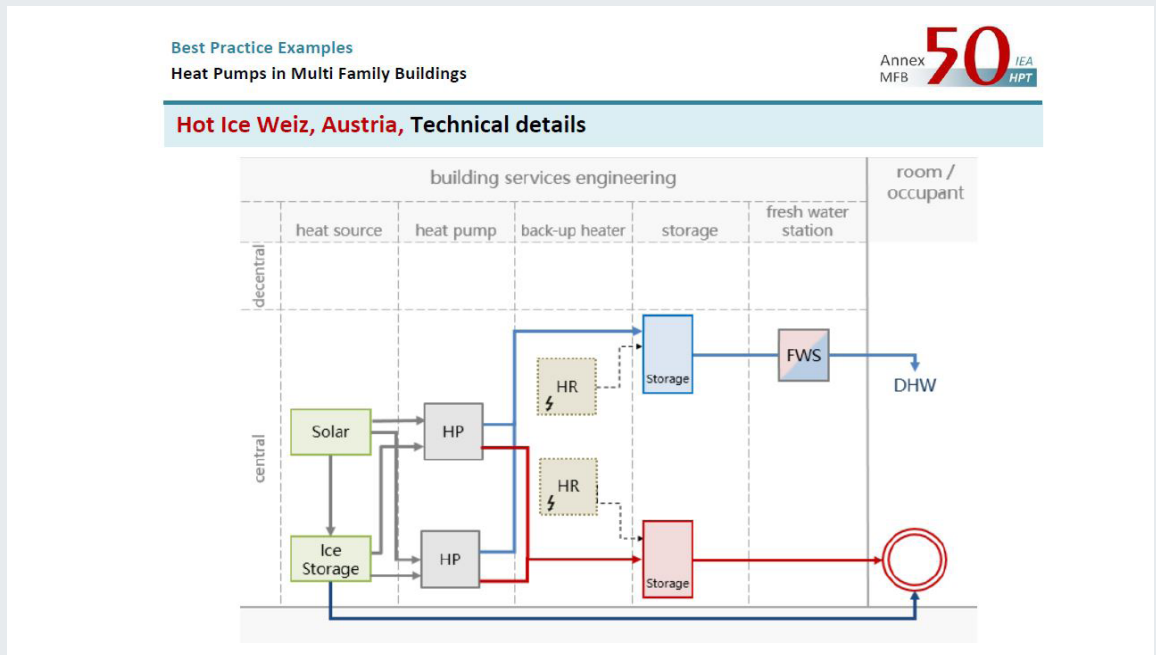 Best Practice Examples
Heat Pumps in Multi Family Buildings
Annex 50 IEA
MFB HPT
Hot Ice Weiz, Austria, Technical details
building services engineering
room /
occupant
heat source
heat pump
back-up heater
storage
fresh water
station
decentral
central
Storage
FWS
DHW
HR
Solar
HP
HR
Ice
Storage
HP
Storage